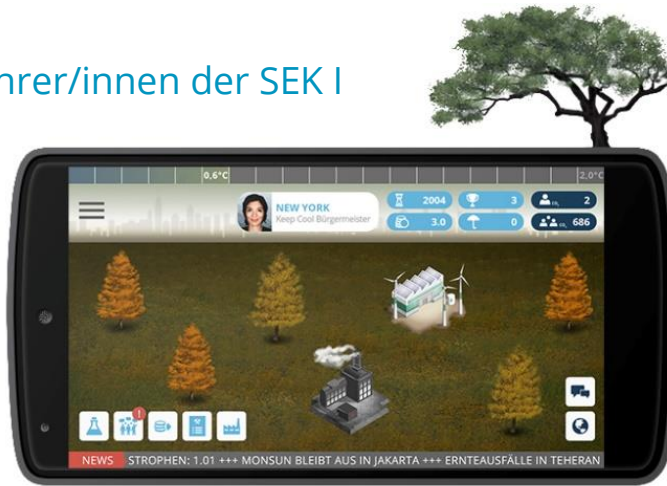 hrer/innen der SEK I
0,6°C
2,0°C
NEW YORK
Keep Cool Bürgermeister
2004
3
2
3.0
0
686
!
NEWS STROPHEN: 1.01 +++ MONSUN BLEIBT AUS IN JAKARTA +++ ERNTEAUSFÄLLE IN TEHERAN